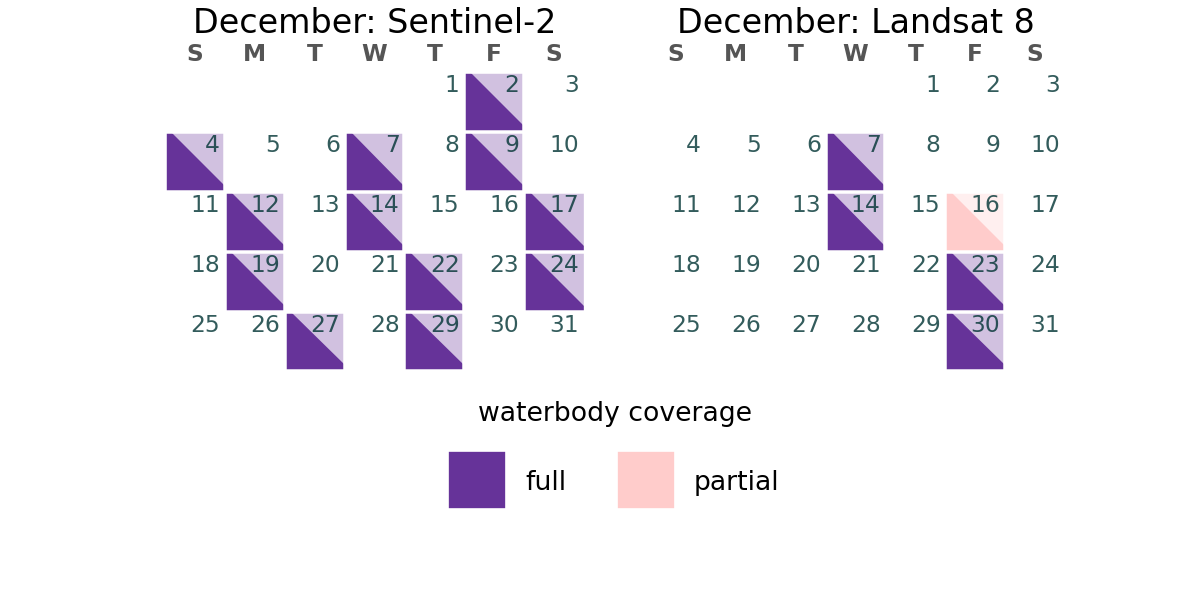 December: Sentinel-2
S M T W T F S
1 2 3
4 5 6 7 8 9 10
11 12 13 14 15 16 17
18 19 20 21 22 23 24
25 26 27 28 29 30 31
December: Landsat 8
S M T W T F S
1 2 3
4 5 6 7 8 9 10
11 12 13 14 15 16 17
18 19 20 21 22 23 24
25 26 27 28 29 30 31
waterbody coverage
full partial